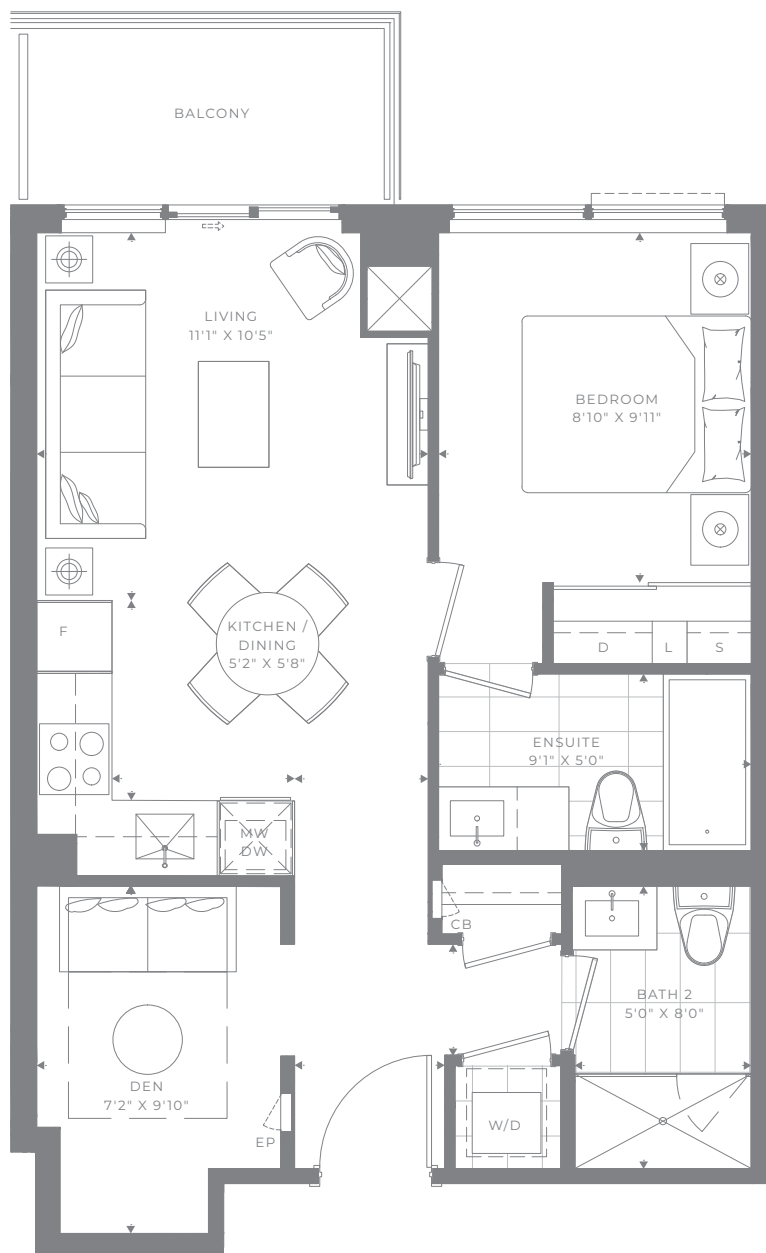 BALCONY
LIVING
11'1" X 10'5"
BEDROOM
8'10" X 9'11"
F
KITCHEN /
DINING
5'2" X 5'8"
D
L
S
ENSUITE
9'1" X 5'0"
MW
DW
CB
BATH 2
5'0" X 8'0"
DEN
7'2" X 9'10"
EP
W/D